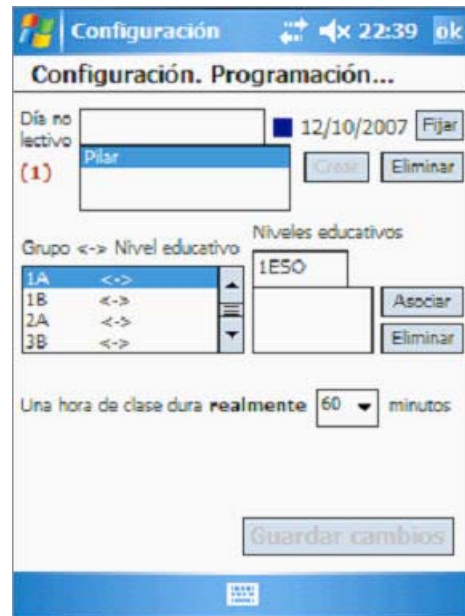 Configuración 22:39 ok
Configuración. Programación...
Día no lectivo 12/10/2007 Fijar
(1) Pilar Crear Eliminar
Grupo <-> Nivel educativo Niveles educativos
1A <-> 1ESO
1B <-> Asociar
2A <->
3B <-> Eliminar
Una hora de clase dura realmente 60 minutos
Guardar cambios